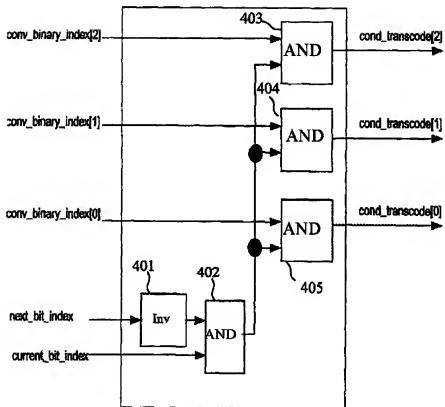 403
conv_binary_index[2]
AND
cond_transcode[2]
404
conv_binary_index[1]
AND
cond_transcode[1]
conv_binary_index[0]
AND
cond_transcode[0]
401
402
405
next_bit_index
Inv
AND
current_bit_index